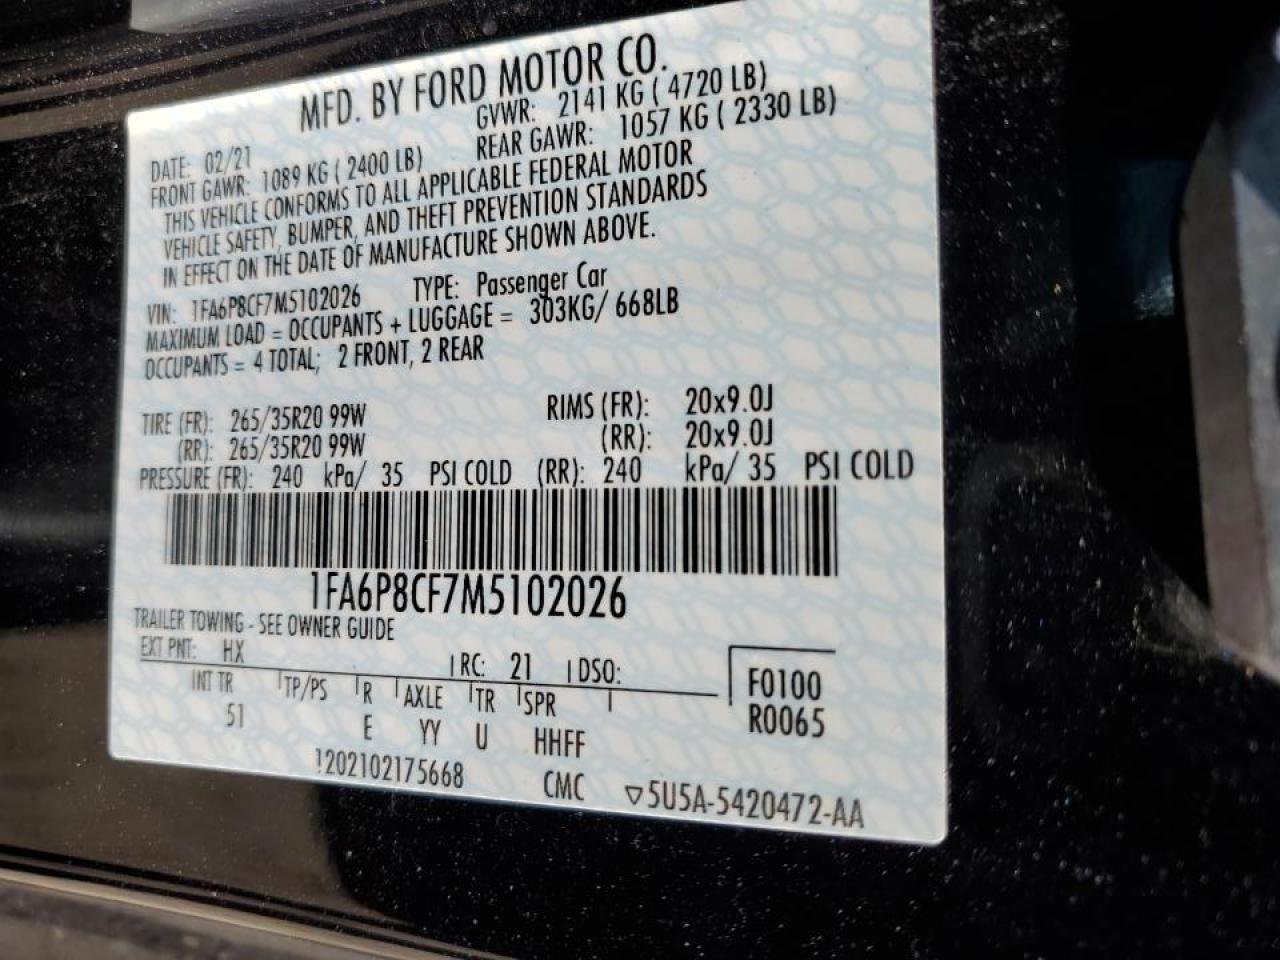 MFD. BY FORD MOTOR CO.
DATE: 02/21 GVWR: 2141 KG ( 4720 LB)
FRONT GAWR: 1089 KG ( 2400 LB) REAR GAWR: 1057 KG ( 2330 LB)
THIS VEHICLE CONFORMS TO ALL APPLICABLE FEDERAL MOTOR
VEHICLE SAFETY, BUMPER, AND THEFT PREVENTION STANDARDS
IN EFFECT ON THE DATE OF MANUFACTURE SHOWN ABOVE.
VIN: 1FA6P8CF7M5102026 TYPE: Passenger Car
MAXIMUM LOAD = OCCUPANTS + LUGGAGE = 303KG/ 668LB
OCCUPANTS = 4 TOTAL; 2 FRONT, 2 REAR
TIRE (FR): 265/35R20 99W RIMS (FR): 20x9.0J
(RR): 265/35R20 99W (RR): 20x9.0J
PRESSURE (FR): 240 kPa/ 35 PSI COLD (RR): 240 kPa/ 35 PSI COLD
1FA6P8CF7M5102026
TRAILER TOWING - SEE OWNER GUIDE
EXT PNT: HX RC: 21 DSO:
INT TR TP/PS R AXLE TR SPR F0100
51 E YY U HHFF R0065
1202102175668 CMC ▽5U5A-5420472-AA